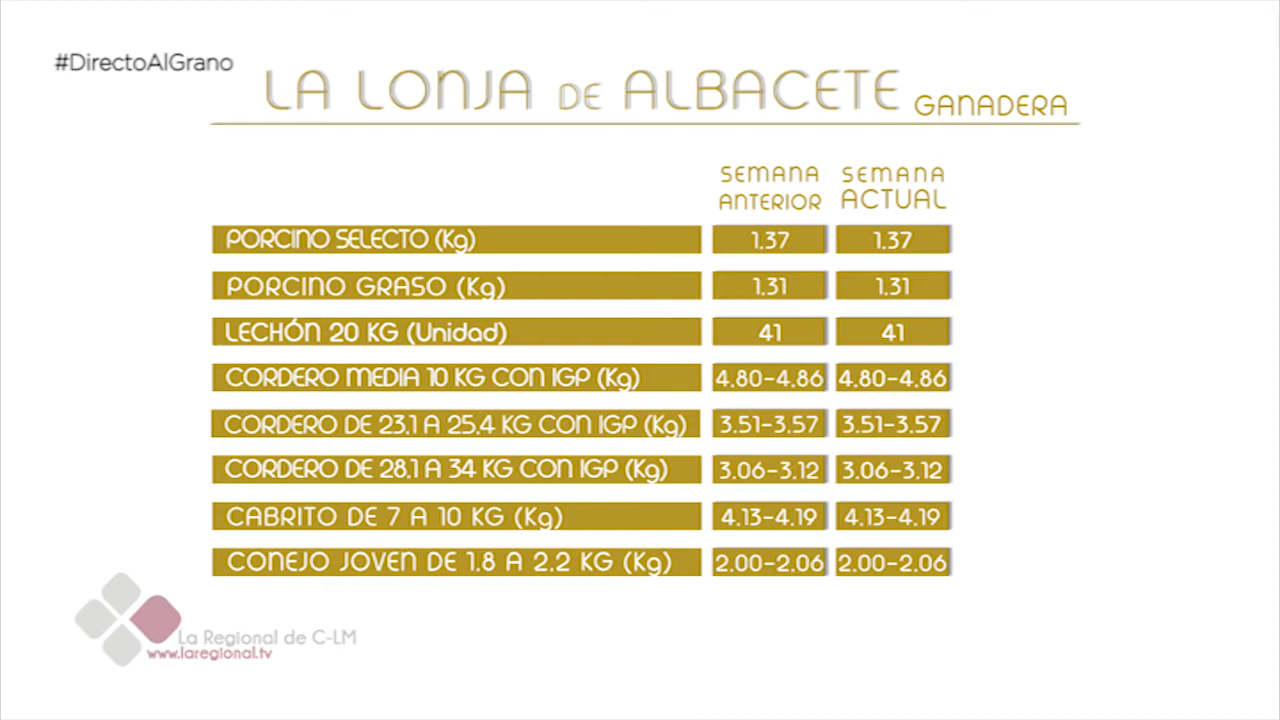 #DirectoAlGrano
LA LONJA DE ALBACETE GANADERA
SEMANA ANTERIOR SEMANA ACTUAL
PORCINO SELECTO (Kg) 1.37 1.37
PORCINO GRASO (Kg) 1.31 1.31
LECHÓN 20 KG (Unidad) 41 41
CORDERO MEDIA 10 KG CON IGP (Kg) 4.80-4.86 4.80-4.86
CORDERO DE 23,1 A 25,4 KG CON IGP (Kg) 3.51-3.57 3.51-3.57
CORDERO DE 28,1 A 34 KG CON IGP (Kg) 3.06-3.12 3.06-3.12
CABRITO DE 7 A 10 KG (Kg) 4.13-4.19 4.13-4.19
CONEJO JOVEN DE 1.8 A 2.2 KG (Kg) 2.00-2.06 2.00-2.06
La Regional de C-LM
www.laregional.tv